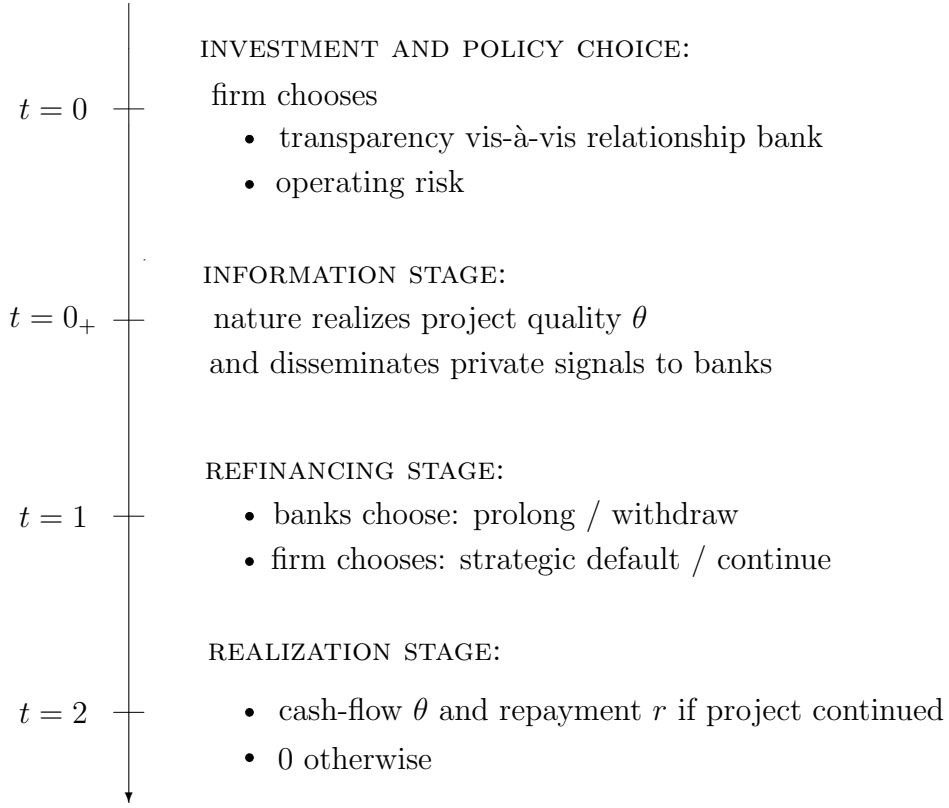 INVESTMENT AND POLICY CHOICE:
t = 0
firm chooses
• transparency vis-à-vis relationship bank
• operating risk
INFORMATION STAGE:
t = 0₊
nature realizes project quality θ
and disseminates private signals to banks
REFINANCING STAGE:
t = 1
• banks choose: prolong / withdraw
• firm chooses: strategic default / continue
REALIZATION STAGE:
t = 2
• cash-flow θ and repayment r if project continued
• 0 otherwise